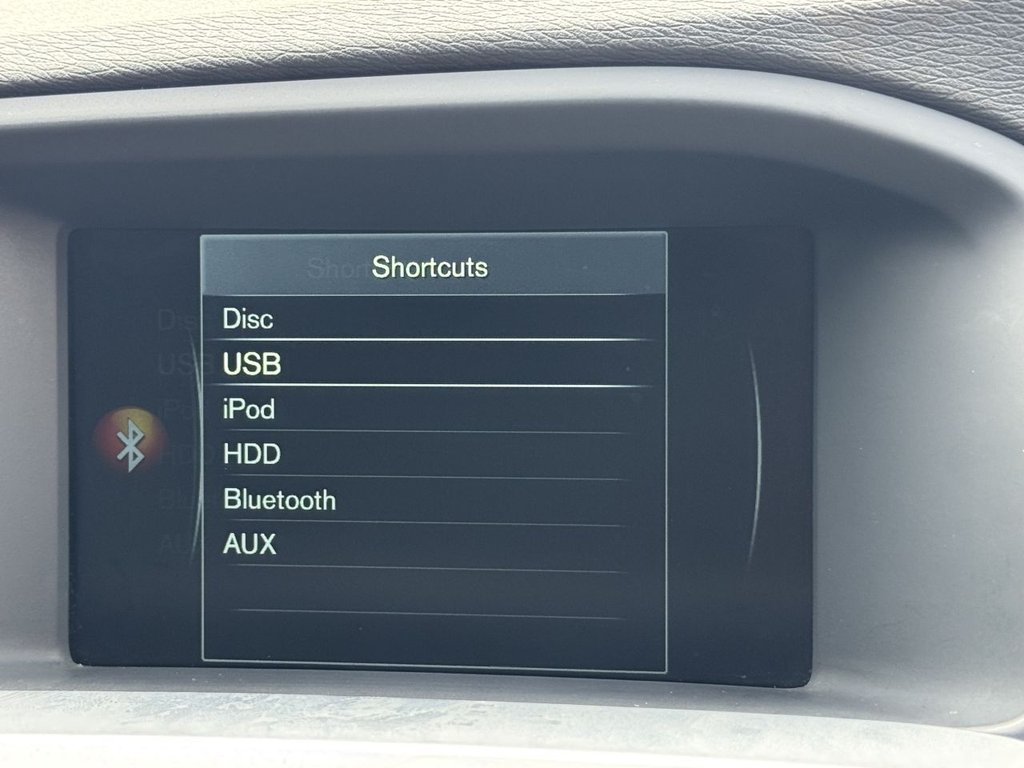 Shortcuts
Disc
USB
iPod
HDD
Bluetooth
AUX